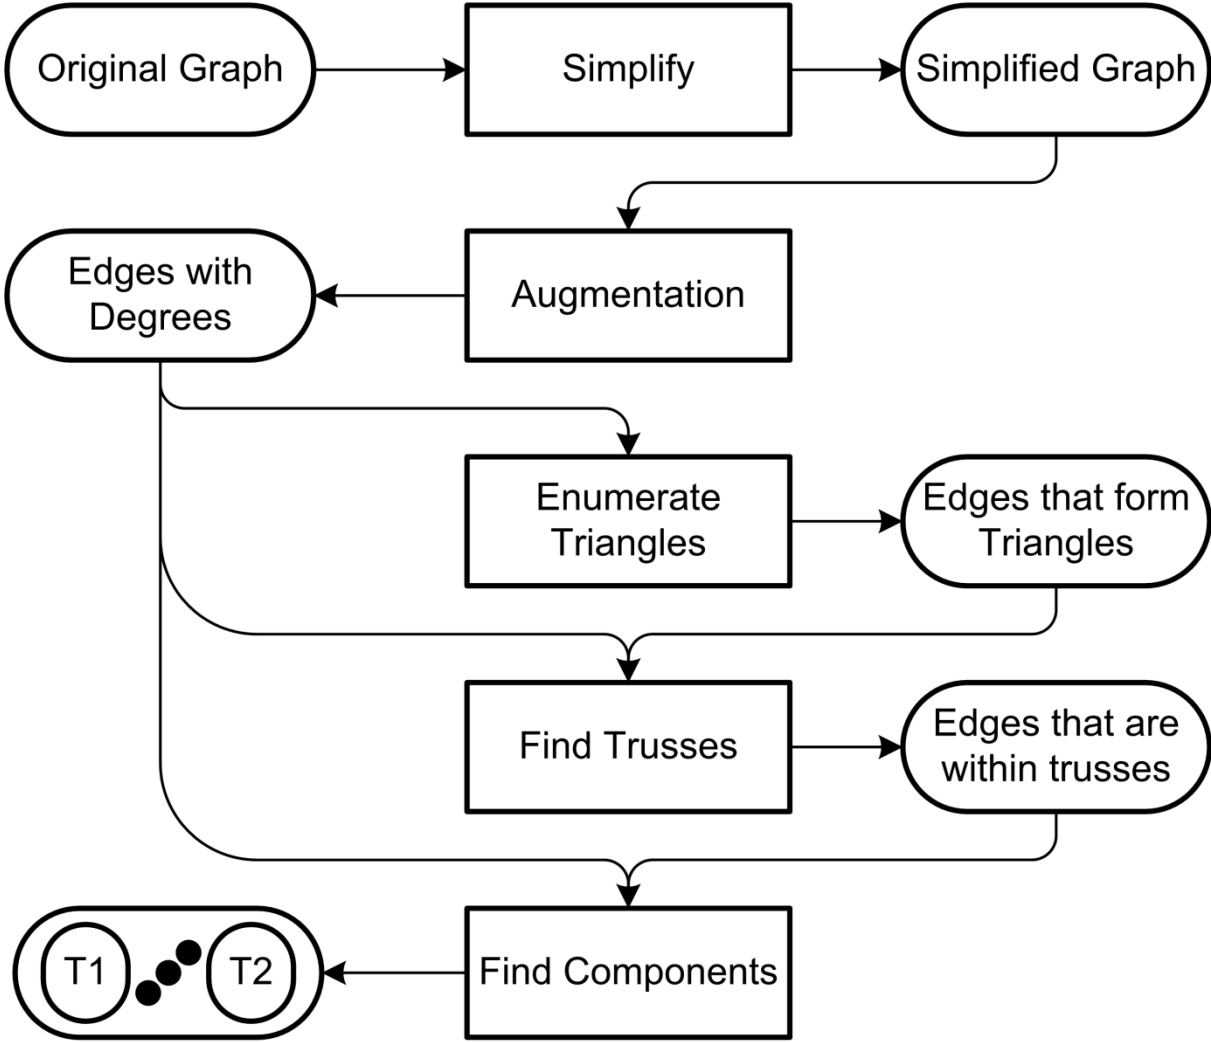 Original Graph
Simplify
Simplified Graph
Edges with
Degrees
Augmentation
Enumerate
Triangles
Edges that form
Triangles
Find Trusses
Edges that are
within trusses
T1
T2
Find Components